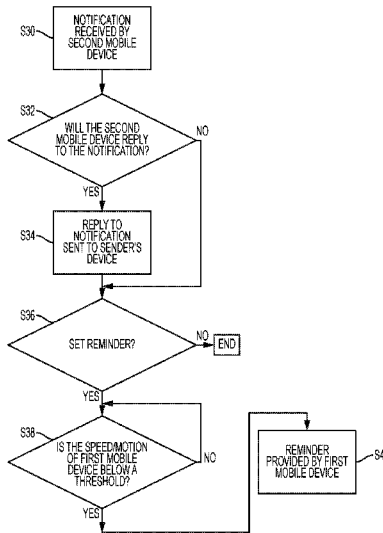 S30
NOTIFICATION
RECEIVED BY
SECOND MOBILE
DEVICE
S32
WILL THE SECOND
MOBILE DEVICE REPLY
TO THE NOTIFICATION?
NO
YES
S34
REPLY TO
NOTIFICATION
SENT TO SENDER'S
DEVICE
S36
SET REMINDER?
NO
END
YES
S38
IS THE SPEED/MOTION
OF FIRST MOBILE
DEVICE BELOW A
THRESHOLD?
NO
YES
REMINDER
PROVIDED BY FIRST
MOBILE DEVICE
S4